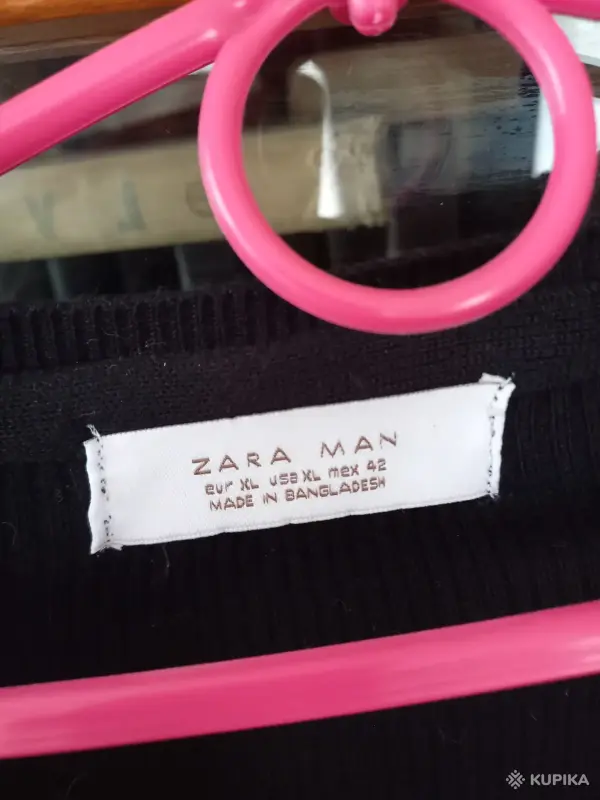 ZARA MAN
eur XL usa XL mex 42
MADE IN BANGLADESH
KUPIKA